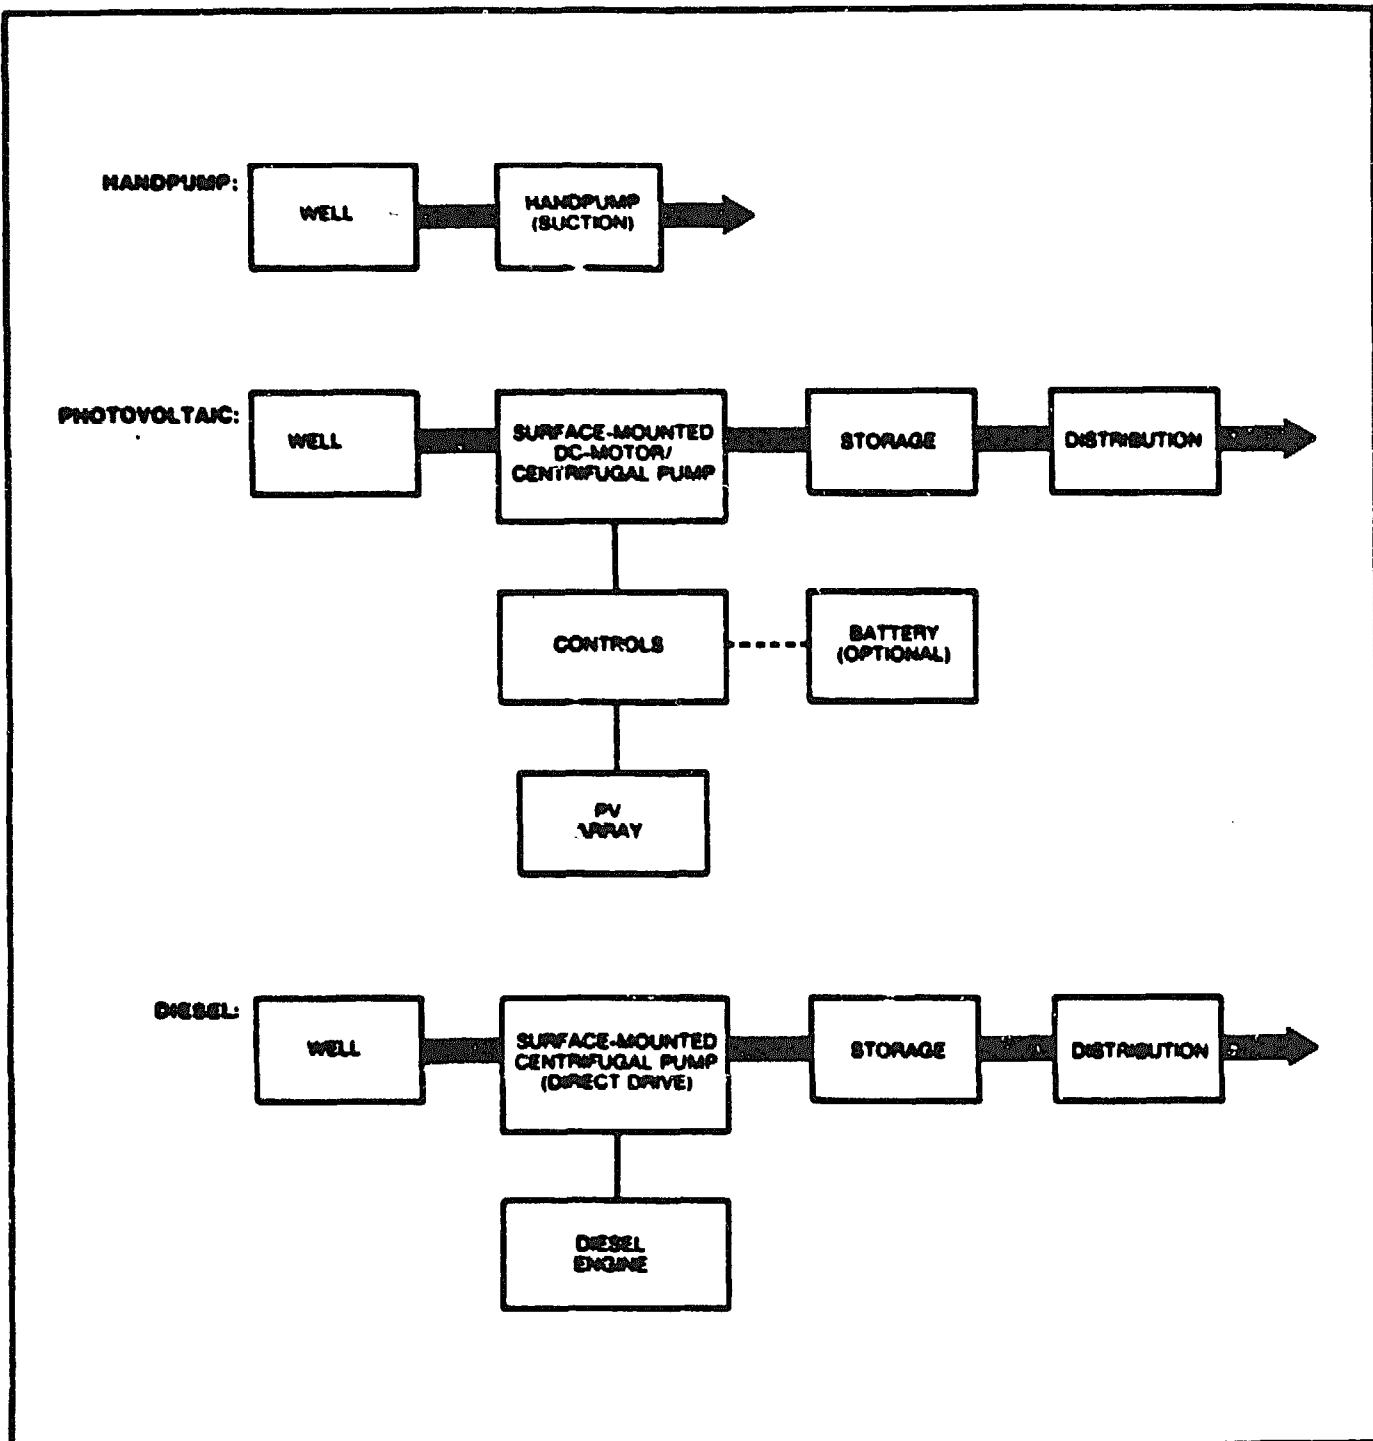 HANDPUMP:
WELL
HANDPUMP
(SUCTION)
PHOTOVOLTAIC:
WELL
SURFACE-MOUNTED
DC-MOTOR/
CENTRIFUGAL PUMP
STORAGE
DISTRIBUTION
CONTROLS
BATTERY
(OPTIONAL)
PV
ARRAY
DIESEL:
WELL
SURFACE-MOUNTED
CENTRIFUGAL PUMP
(DIRECT DRIVE)
STORAGE
DISTRIBUTION
DIESEL
ENGINE